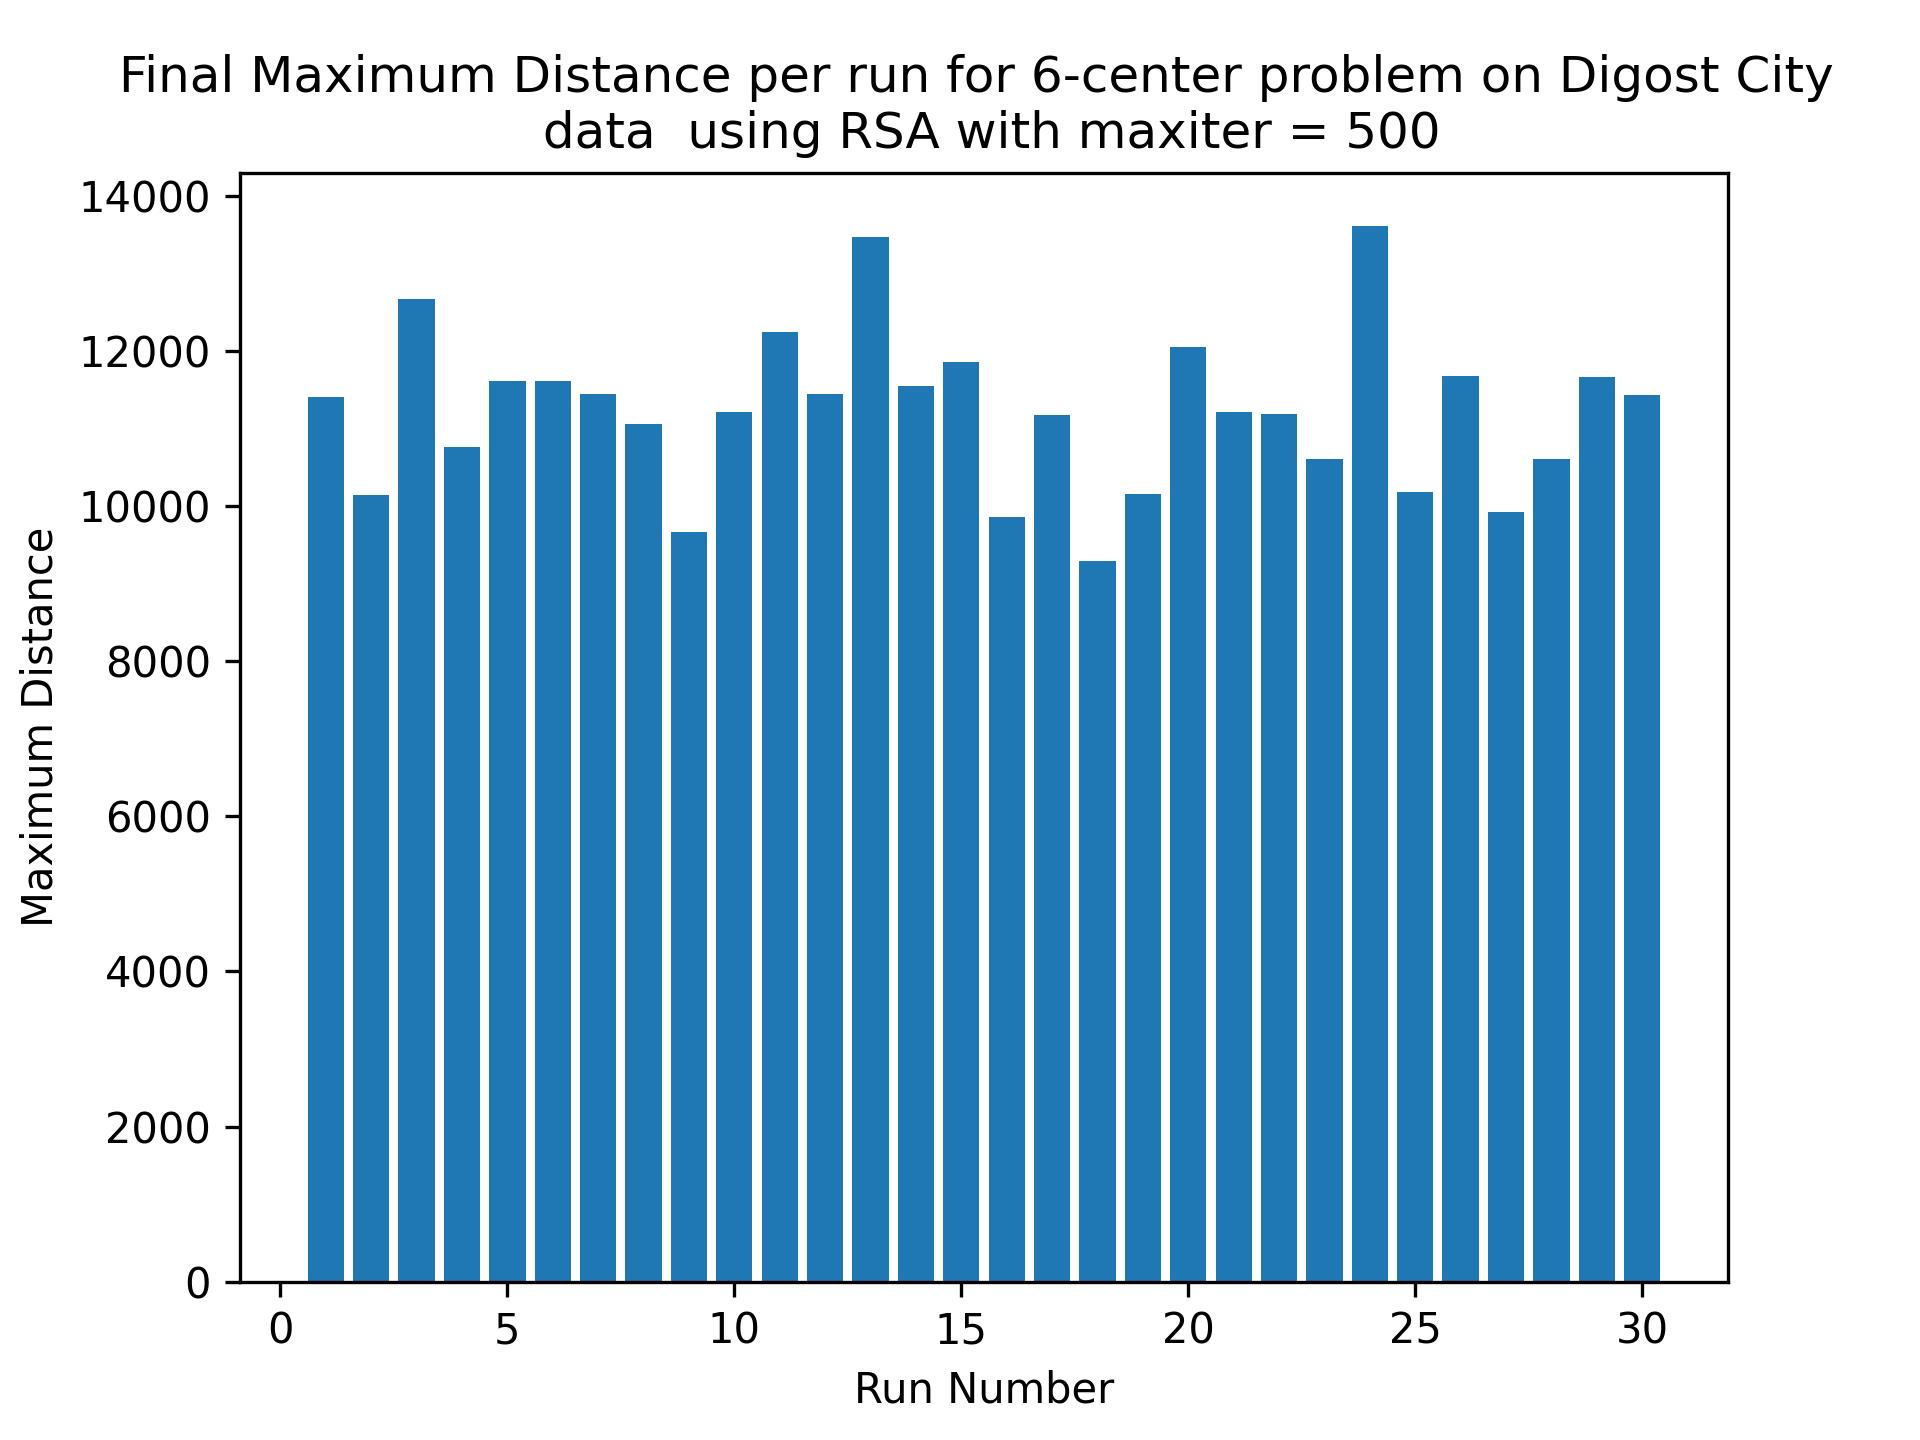 Final Maximum Distance per run for 6-center problem on Digost City
data  using RSA with maxiter = 500
14000
12000
10000
8000
6000
4000
2000
0
Maximum Distance
0 5 10 15 20 25 30
Run Number